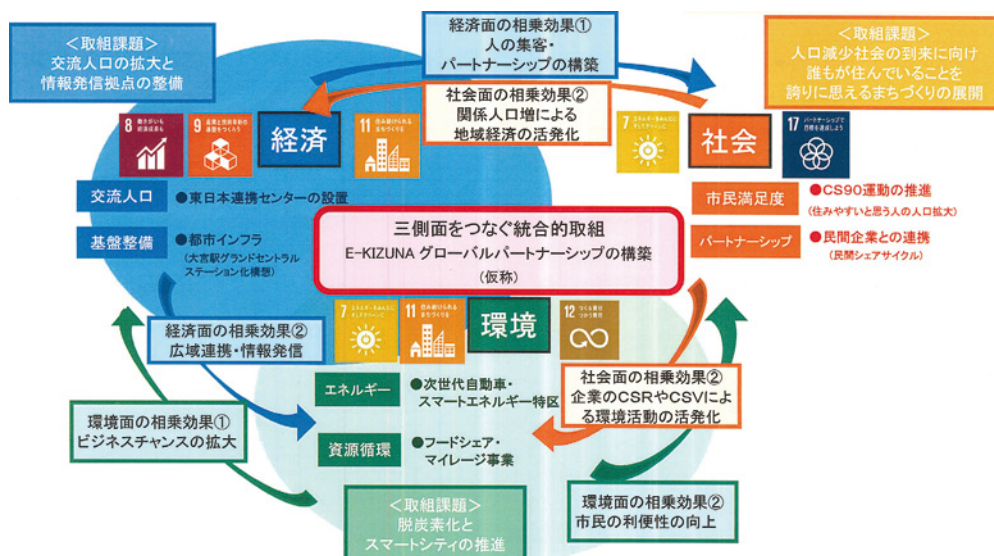 <取組課題>
交流人口の拡大と
情報発信拠点の整備
経済面の相乗効果①
人の集客・
パートナーシップの構築
<取組課題>
人口減少社会の到来に向け
誰もが住んでいることを
誇りに思えるまちづくりの展開
社会面の相乗効果②
関係人口増による
地域経済の活発化
8 働きがいも
経済成長も
9 産業と技術革新の
基盤をつくろう
経済
11 住み続けられる
まちづくりを
7 エネルギーをみんなに
そしてクリーンに
社会
17 パートナーシップで
目標を達成しよう
交流人口
●東日本連携センターの設置
基盤整備
●都市インフラ
(大宮駅グランドセントラル
ステーション化構想)
市民満足度
●CS90運動の推進
(住みやすいと思う人の人口拡大)
パートナーシップ
●民間企業との連携
(民間シェアサイクル)
三側面をつなぐ統合的取組
E-KIZUNA グローバルパートナーシップの構築
(仮称)
7 エネルギーをみんなに
そしてクリーンに
11 住み続けられる
まちづくりを
環境
12 つくる責任
つかう責任
経済面の相乗効果②
広域連携・情報発信
エネルギー
●次世代自動車・
スマートエネルギー特区
資源循環
●フードシェア・
マイレージ事業
社会面の相乗効果②
企業のCSRやCSVによ
る環境活動の活発化
環境面の相乗効果①
ビジネスチャンスの拡大
環境面の相乗効果②
市民の利便性の向上
<取組課題>
脱炭素化と
スマートシティの推進